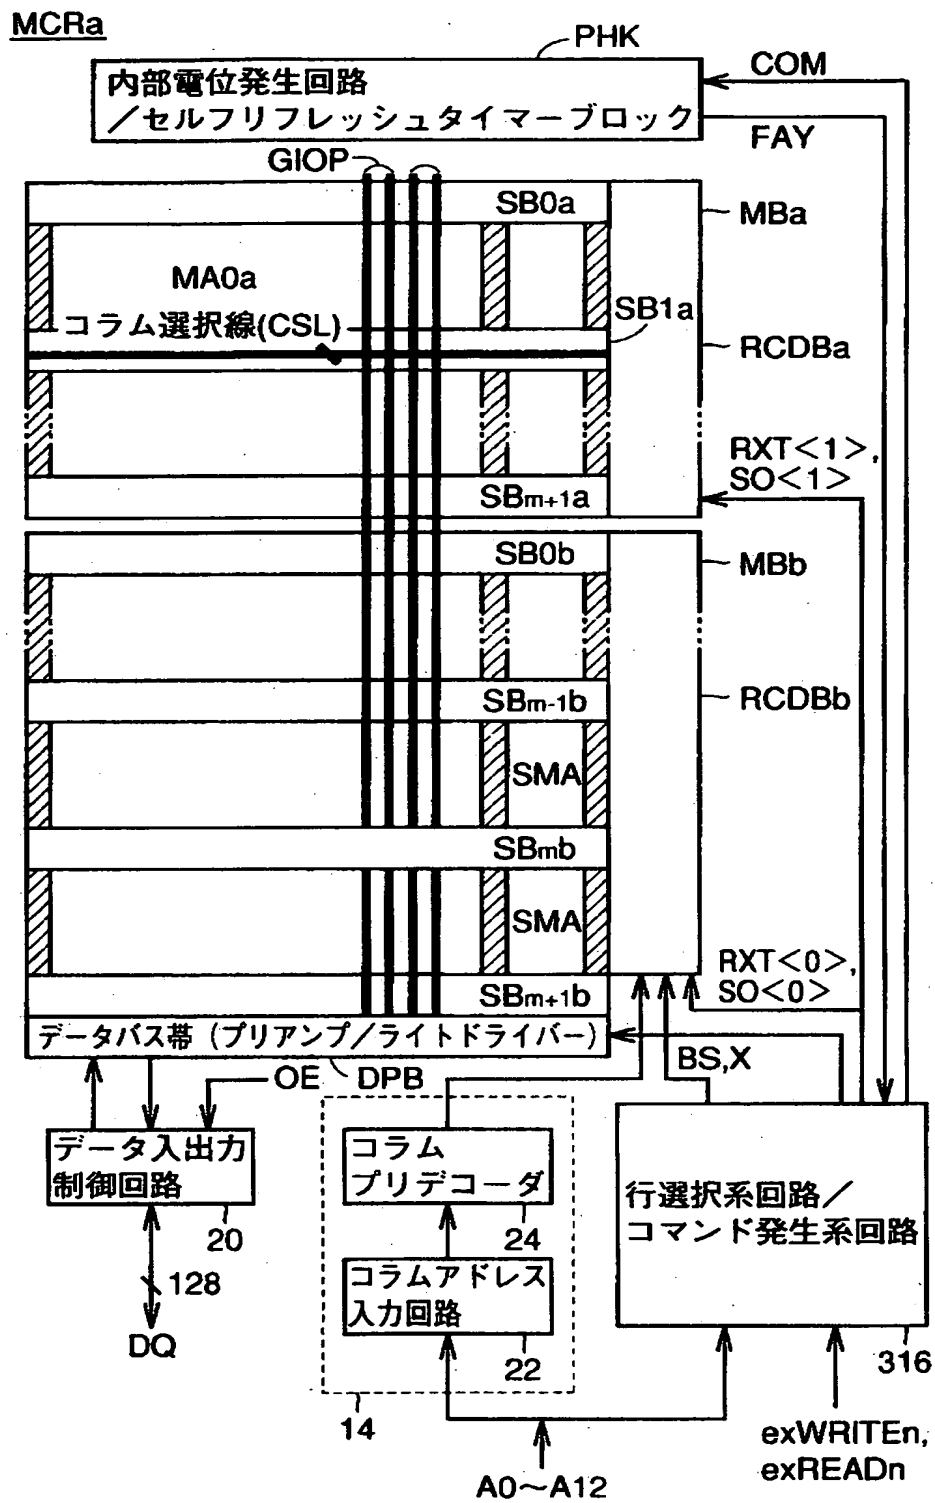 MCRa
PHK
内部電位発生回路
／セルフリフレッシュタイマーブロック
COM
FAY
GIOP
SB0a
MBa
MA0a
SB1a
コラム選択線(CSL)
RCDBa
RXT<1>,
SO<1>
SBm+1a
SB0b
MBb
SBm-1b
RCDBb
SMA
SBmb
SMA
RXT<0>,
SO<0>
SBm+1b
データバス帯（プリアンプ／ライトドライバー）
BS,X
OE
DPB
データ入出力
制御回路
20
コラム
プリデコーダ
24
行選択系回路／
コマンド発生系回路
316
128
DQ
コラムアドレス
入力回路
22
14
A0～A12
exWRITEn,
exREADn